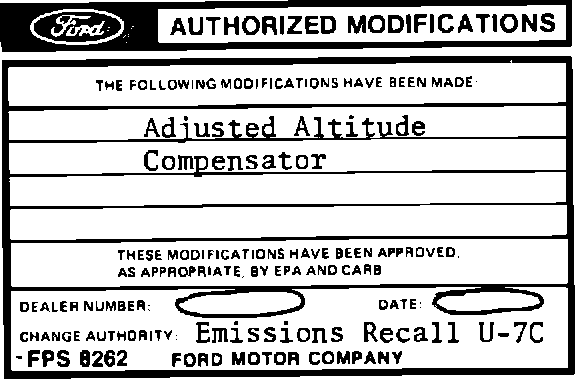 Ford AUTHORIZED MODIFICATIONS
THE FOLLOWING MODIFICATIONS HAVE BEEN MADE:
Adjusted Altitude
Compensator
THESE MODIFICATIONS HAVE BEEN APPROVED,
AS APPROPRIATE, BY EPA AND CARB
DEALER NUMBER: DATE:
CHANGE AUTHORITY: Emissions Recall U-7C
-FPS 8262 FORD MOTOR COMPANY